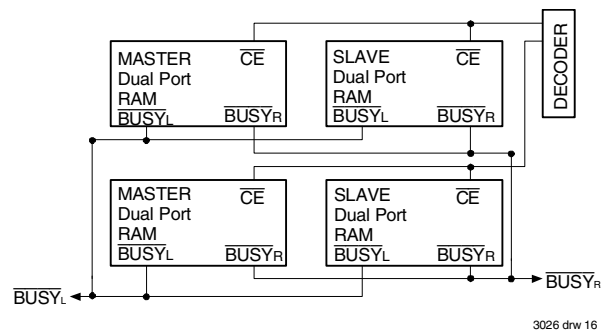 MASTER CE
Dual Port
RAM
BUSYL BUSYR
SLAVE CE
Dual Port
RAM
BUSYL BUSYR
DECODER
MASTER CE
Dual Port
RAM
BUSYL BUSYR
SLAVE CE
Dual Port
RAM
BUSYL BUSYR
BUSYL
BUSYR
3026 drw 16